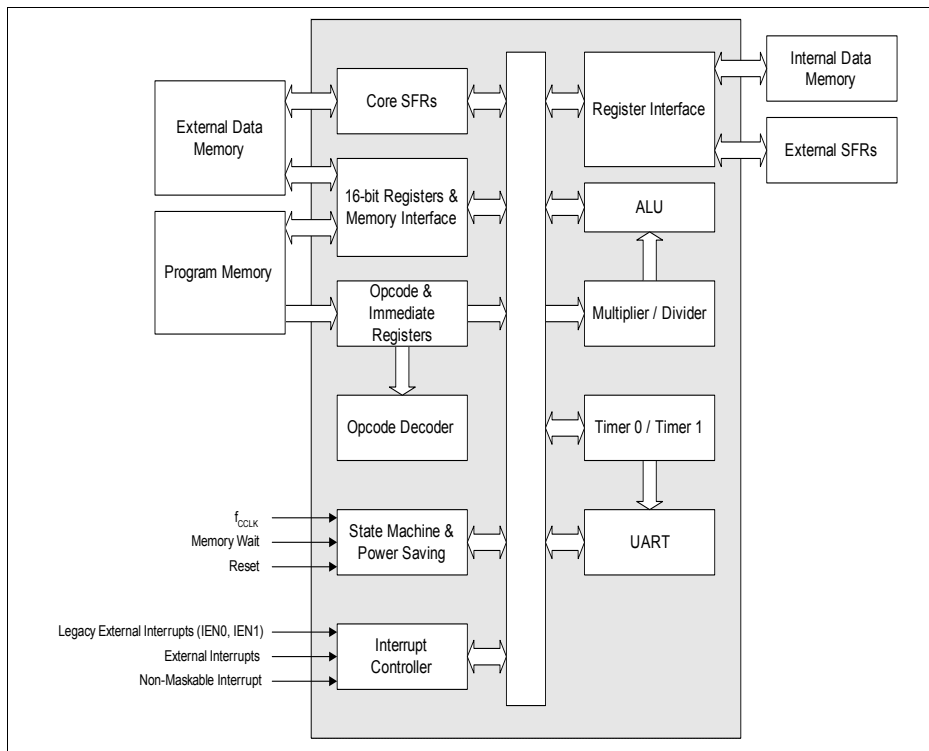 Core SFRs
External Data
Memory
16-bit Registers &
Memory Interface
Program Memory
Opcode &
Immediate
Registers
Opcode Decoder
f_CCLK
Memory Wait
Reset
State Machine &
Power Saving
Legacy External Interrupts (IEN0, IEN1)
External Interrupts
Non-Maskable Interrupt
Interrupt
Controller
Register Interface
Internal Data
Memory
External SFRs
ALU
Multiplier / Divider
Timer 0 / Timer 1
UART